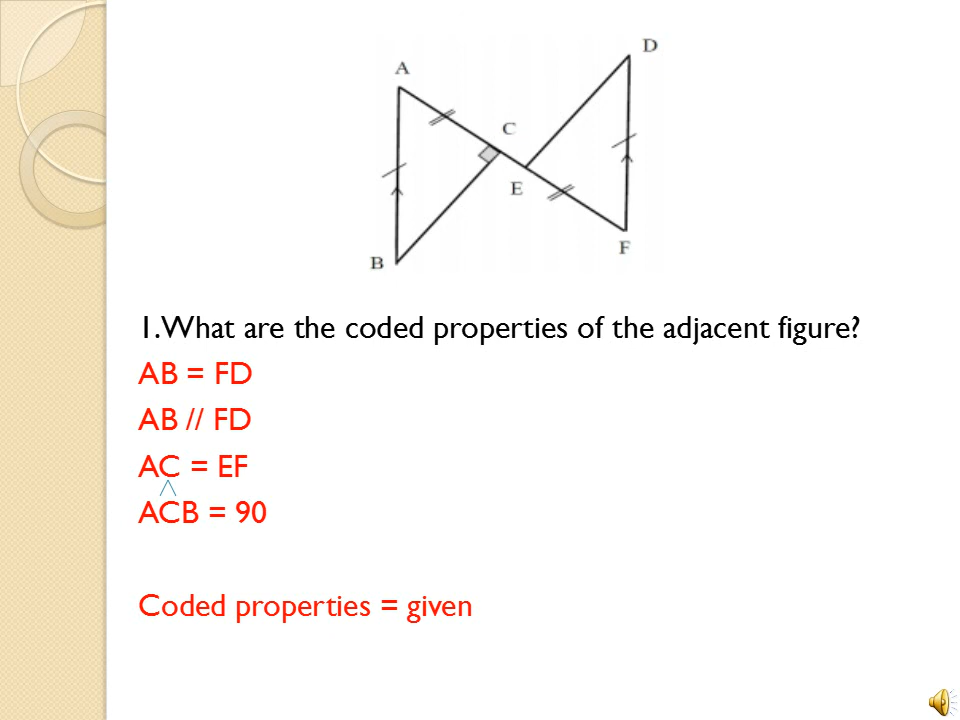 D
A
C
E
F
B
1.What are the coded properties of the adjacent figure?
AB = FD
AB // FD
AC = EF
ACB = 90
Coded properties = given